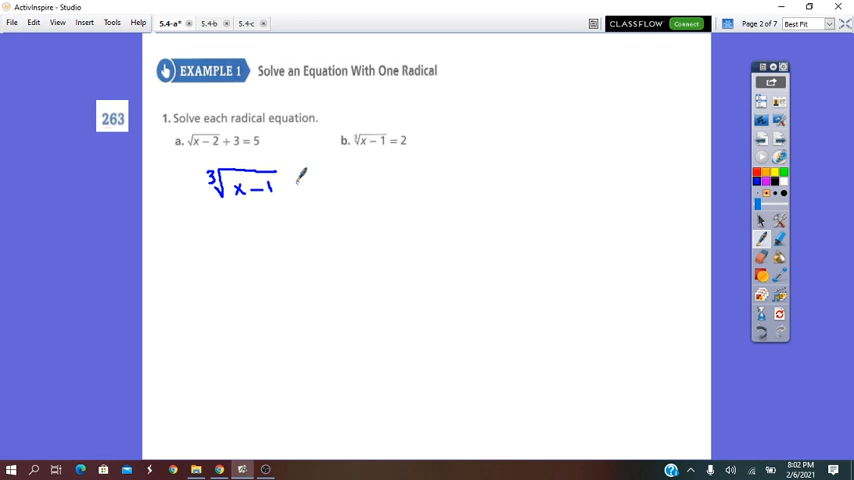 ActivInspire - Studio
File Edit View Insert Tools Help 5.4-a* 5.4-b 5.4-c CLASSFLOW Connect Page 2 of 7 Best Fit
EXAMPLE 1 Solve an Equation With One Radical
263
1. Solve each radical equation.
a. √x − 2 + 3 = 5 b. ∛x − 1 = 2
∛x − 1
8:02 PM
2/6/2021